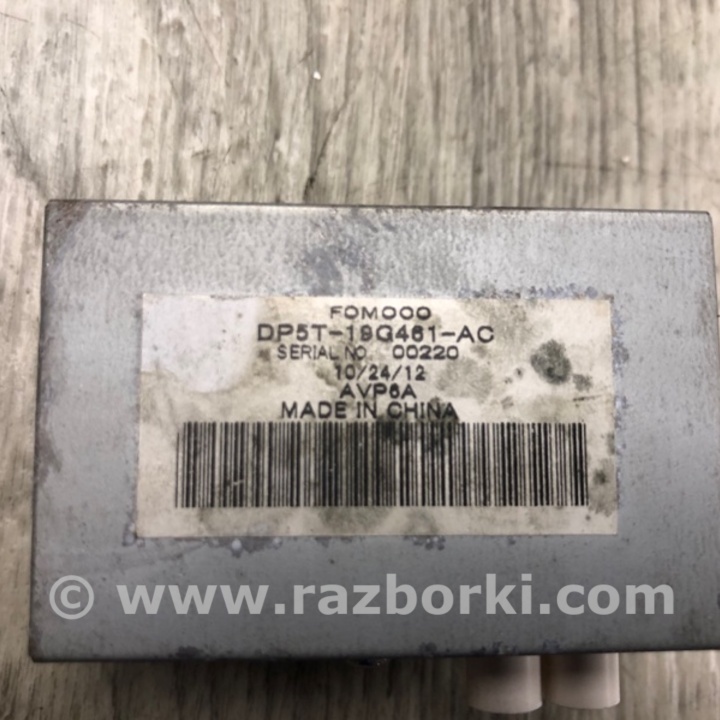 FOMOCO
DP5T-19G461-AC
SERIAL NO. 00220
10/24/12
AVP6A
MADE IN CHINA
© www.razborki.com